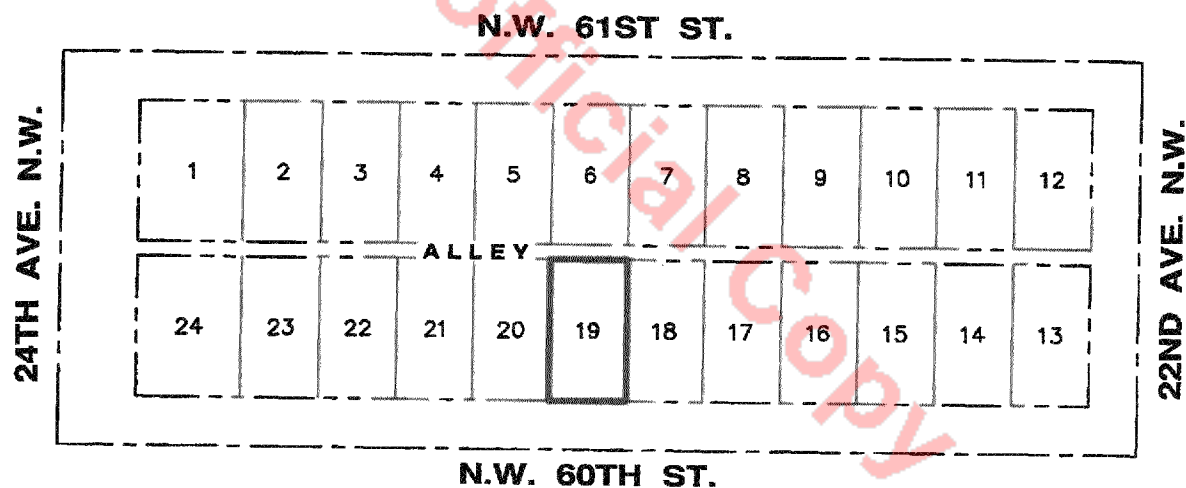 N.W. 61ST ST.
24TH AVE. N.W.
1 2 3 4 5 6 7 8 9 10 11 12
22ND AVE. N.W.
ALLEY
24 23 22 21 20 19 18 17 16 15 14 13
N.W. 60TH ST.
official Copy